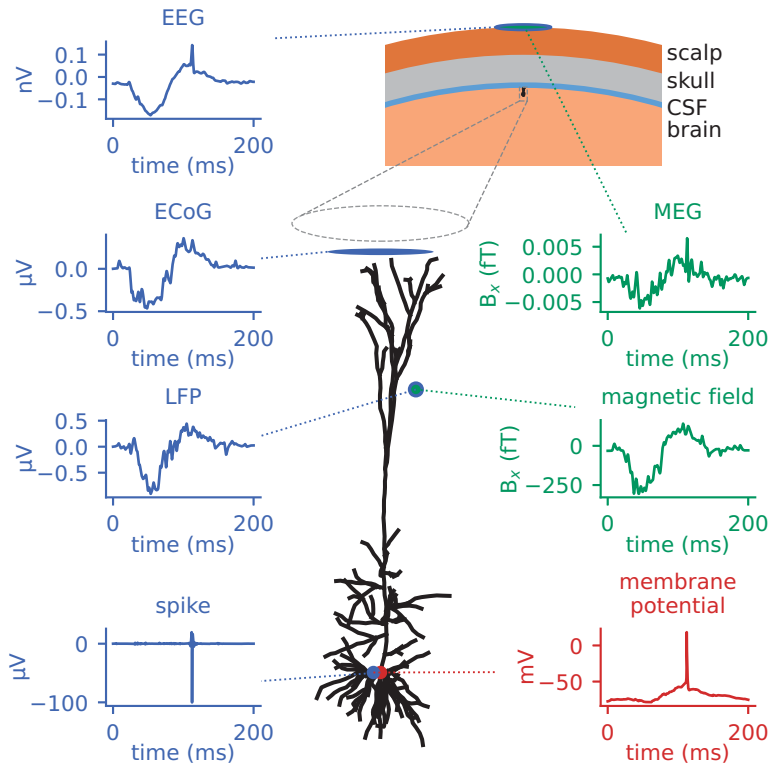 EEG
nV
0.1
0.0
−0.1
0
200
time (ms)
scalp
skull
CSF
brain
ECoG
µV
0.0
−0.5
0
200
time (ms)
MEG
Bₓ (fT)
0.005
0.000
−0.005
0
200
time (ms)
LFP
µV
0.5
0.0
−0.5
0
200
time (ms)
magnetic field
Bₓ (fT)
0
−250
0
200
time (ms)
spike
µV
0
−100
0
200
time (ms)
membrane
potential
mV
0
−50
0
200
time (ms)